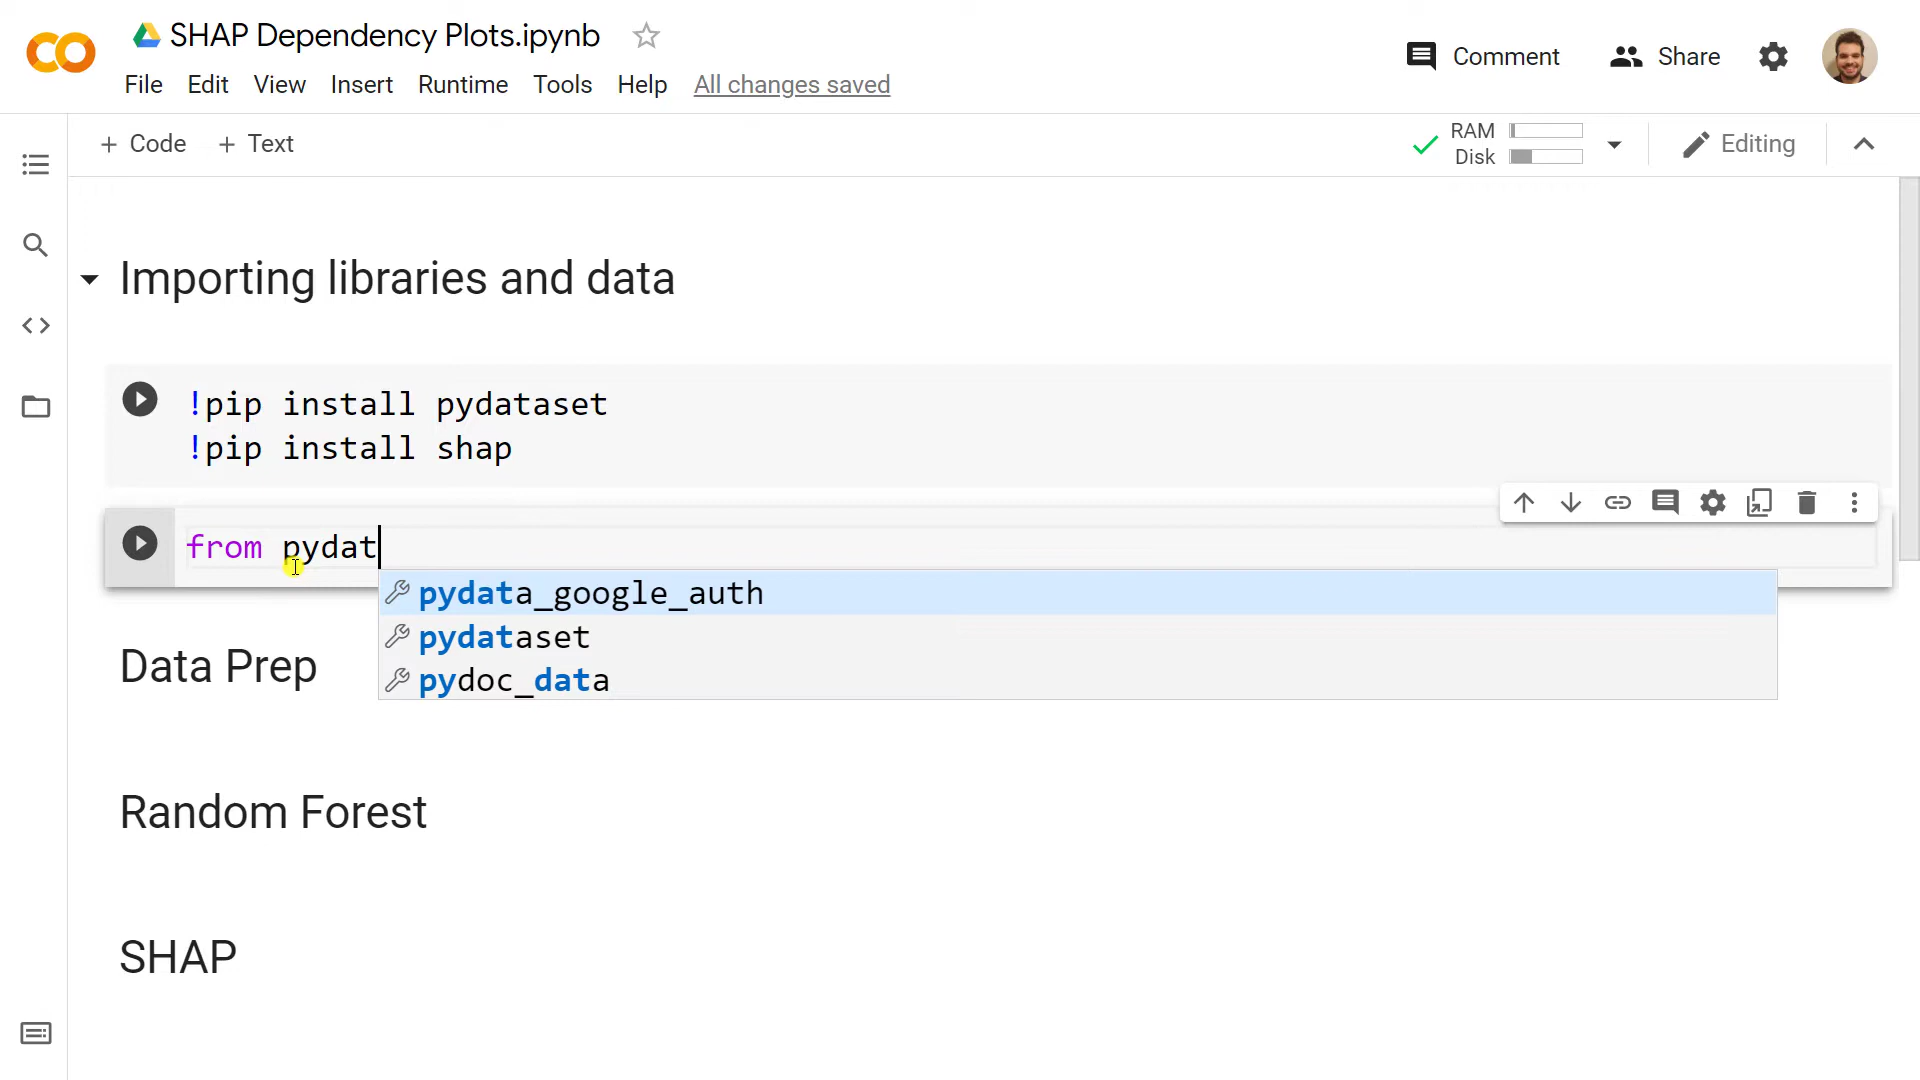 SHAP Dependency Plots.ipynb
File Edit View Insert Runtime Tools Help All changes saved
Comment Share
+ Code + Text
RAM
Disk
Editing
Importing libraries and data
!pip install pydataset
!pip install shap
from pydat
pydata_google_auth
pydataset
pydoc_data
Data Prep
Random Forest
SHAP